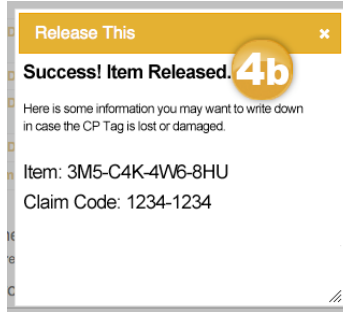 Release This ×
Success! Item Released.
4b
Here is some information you may want to write down
in case the CP Tag is lost or damaged.
Item: 3M5-C4K-4W6-8HU
Claim Code: 1234-1234